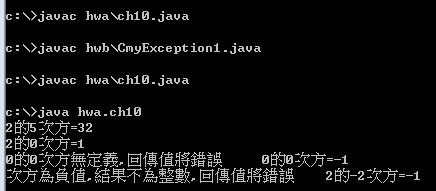 c:\>javac hwa\ch10.java
c:\>javac hwb\CmyException1.java
c:\>javac hwa\ch10.java
c:\>java hwa.ch10
2的5次方=32
2的0次方=1
0的0次方無定義,回傳值將錯誤 0的0次方=-1
次方為負值,結果不為整數,回傳值將錯誤 2的-2次方=-1